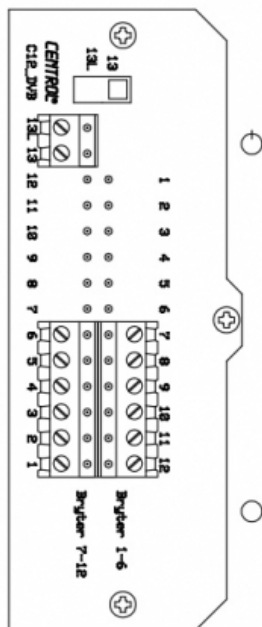 1 2 3 4 5 6 7 8 9 10 11 12
13
Bryter 1-6
13L
Bryter 7-12
CENTROC
C12_DVB
13L 13 12 11 10 9 8 7 6 5 4 3 2 1